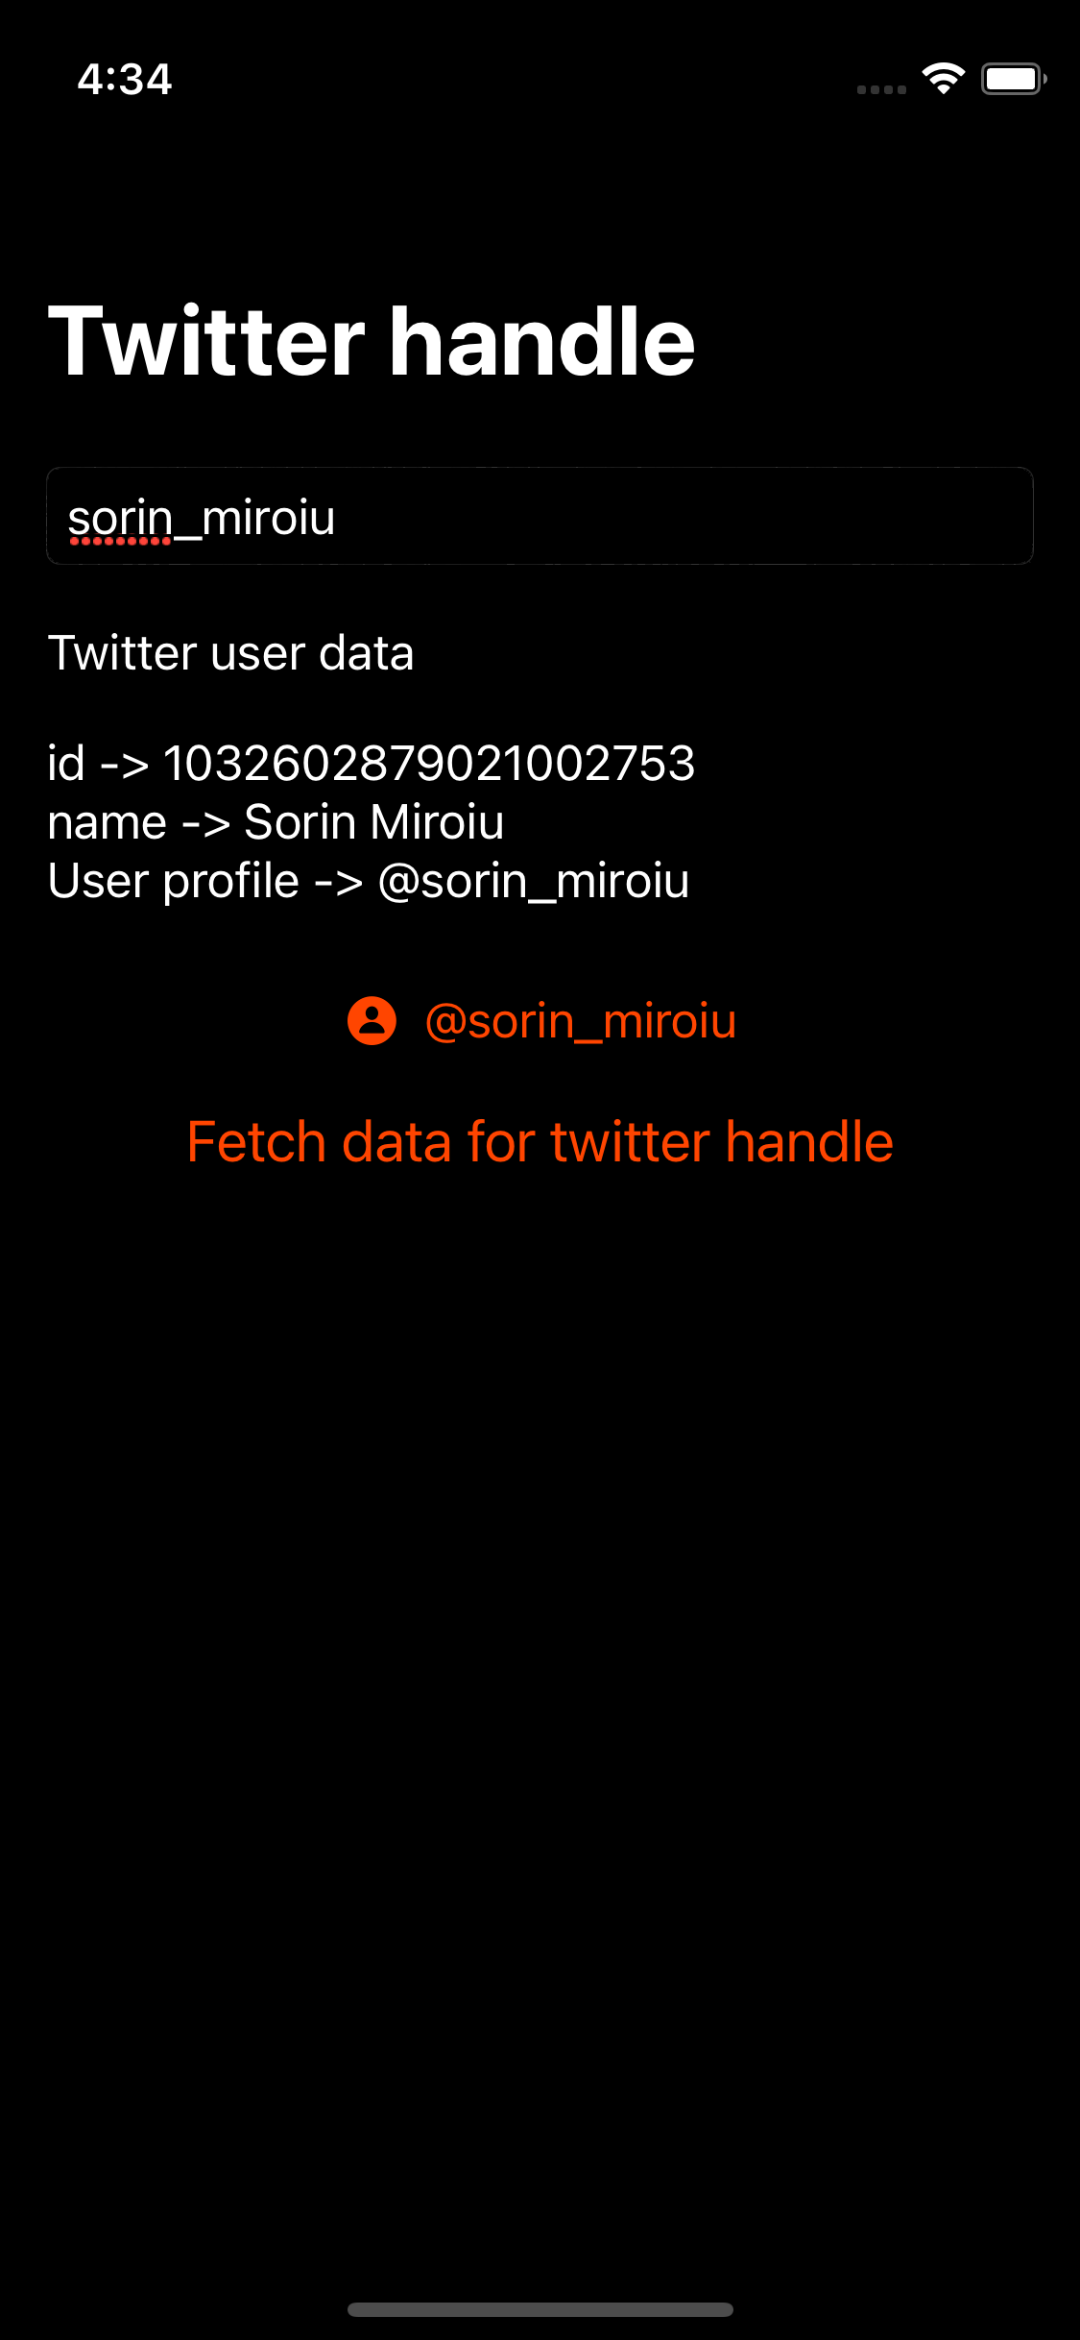 4:34
Twitter handle
sorin_miroiu
Twitter user data
id -> 1032602879021002753
name -> Sorin Miroiu
User profile -> @sorin_miroiu
@sorin_miroiu
Fetch data for twitter handle